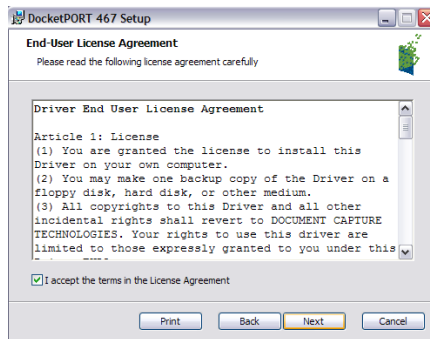 DocketPORT 467 Setup
End-User License Agreement
Please read the following license agreement carefully
Driver End User License Agreement
Article 1: License
(1) You are granted the license to install this
Driver on your own computer.
(2) You may make one backup copy of the Driver on a
floppy disk, hard disk, or other medium.
(3) All copyrights to this Driver and all other
incidental rights shall revert to DOCUMENT CAPTURE
TECHNOLOGIES. Your rights to use this driver are
limited to those expressly granted to you under this
I accept the terms in the License Agreement
Print Back Next Cancel